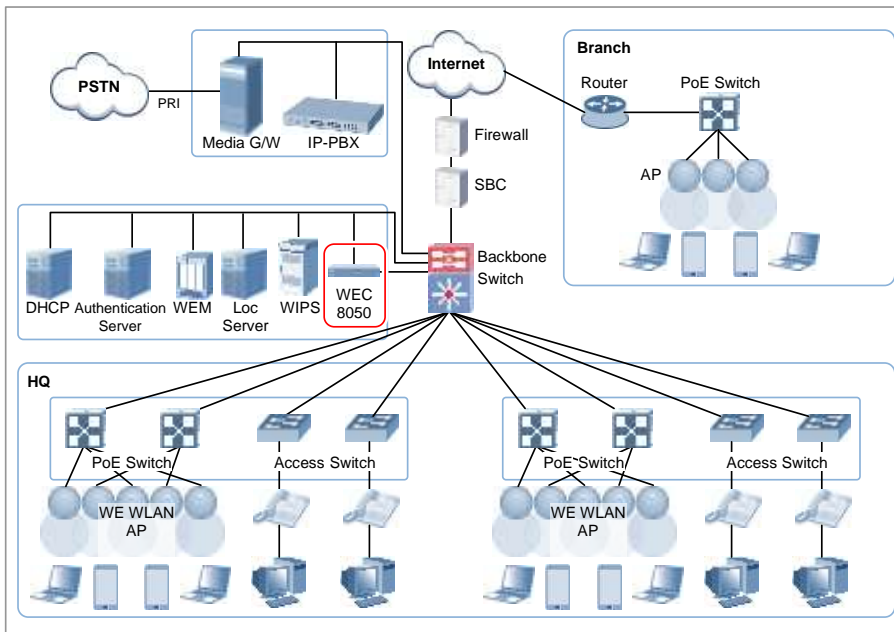 PSTN
PRI
Media G/W
IP-PBX
Internet
Firewall
SBC
Backbone
Switch
Branch
Router
PoE Switch
AP
DHCP
Authentication
Server
WEM
Loc
Server
WIPS
WEC
8050
HQ
PoE Switch
Access Switch
WE WLAN
AP
PoE Switch
Access Switch
WE WLAN
AP